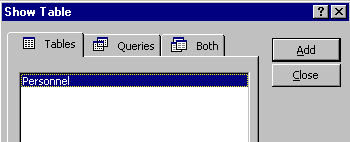 Show Table
Tables Queries Both
Add
Close
Personnel